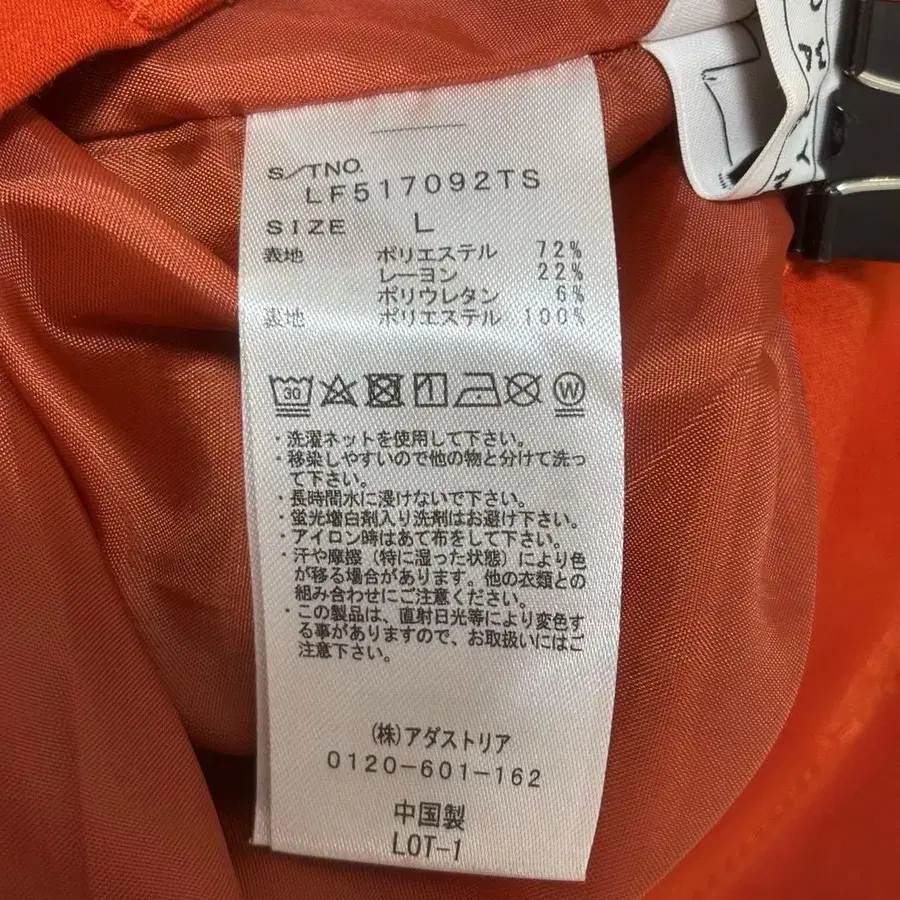 S/TNO.
LF517092TS
SIZE L
表地 ポリエステル 72%
レーヨン 22%
ポリウレタン 6%
裏地 ポリエステル 100%
30
W
・洗濯ネットを使用して下さい。
・移染しやすいので他の物と分けて洗っ
て下さい。
・長時間水に浸けないで下さい。
・蛍光増白剤入り洗剤はお避け下さい。
・アイロン時はあて布をして下さい。
・汗や摩擦（特に湿った状態）により色
が移る場合があります。他の衣類との
組み合わせにご注意ください。
・この製品は、直射日光等により変色す
る事がありますので、お取扱いにはご
注意下さい。
(株)アダストリア
0120-601-162
中国製
LOT-1